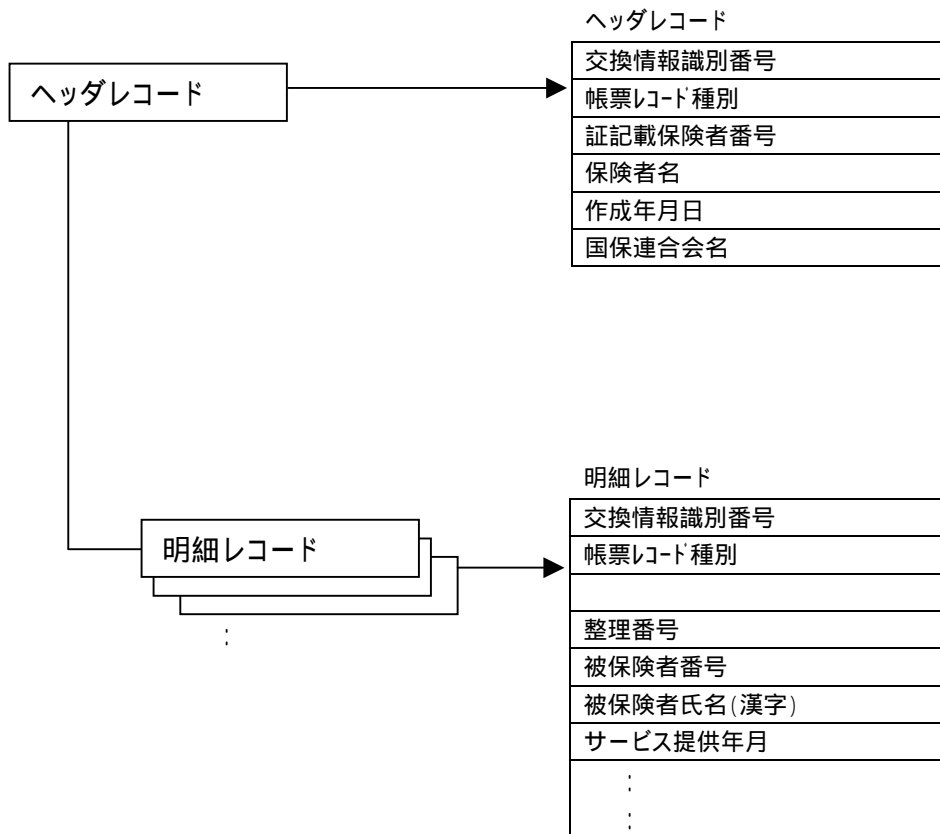 ヘッダレコード
ヘッダレコード
交換情報識別番号
帳票ﾚｺｰﾄﾞ種別
証記載保険者番号
保険者名
作成年月日
国保連合会名
明細レコード
明細レコード
交換情報識別番号
帳票ﾚｺｰﾄﾞ種別
整理番号
被保険者番号
被保険者氏名(漢字)
サービス提供年月
：
：
：